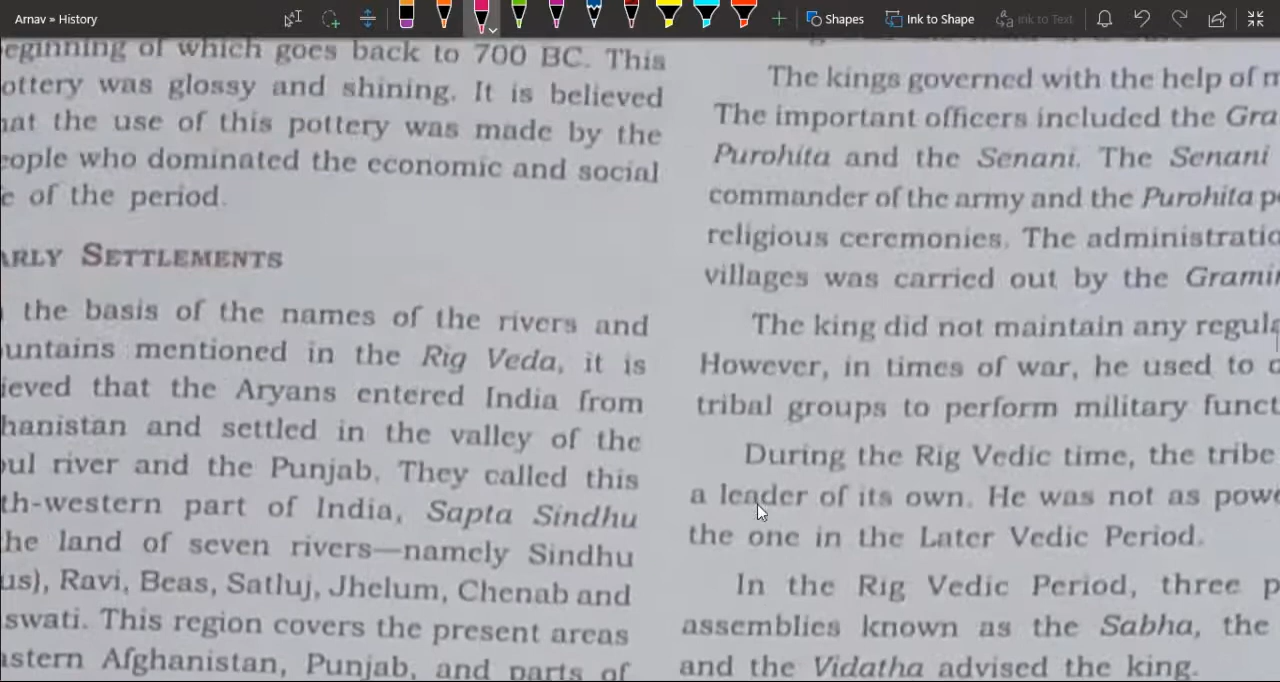 Arnav » History
Shapes
Ink to Shape
Ink to Text
eginning of which goes back to 700 BC. This
ottery was glossy and shining. It is believed
hat the use of this pottery was made by the
eople who dominated the economic and social
e of the period.
ARLY SETTLEMENTS
the basis of the names of the rivers and
untains mentioned in the Rig Veda, it is
ieved that the Aryans entered India from
hanistan and settled in the valley of the
oul river and the Punjab. They called this
th-western part of India, Sapta Sindhu
he land of seven rivers—namely Sindhu
us), Ravi, Beas, Satluj, Jhelum, Chenab and
swati. This region covers the present areas
astern Afghanistan, Punjab, and parts of
The kings governed with the help of m
The important officers included the Gra
Purohita and the Senani. The Senani
commander of the army and the Purohita pe
religious ceremonies. The administratio
villages was carried out by the Gramin
The king did not maintain any regula
However, in times of war, he used to c
tribal groups to perform military funct
During the Rig Vedic time, the tribe
a leader of its own. He was not as powe
the one in the Later Vedic Period.
In the Rig Vedic Period, three p
assemblies known as the Sabha, the
and the Vidatha advised the king.